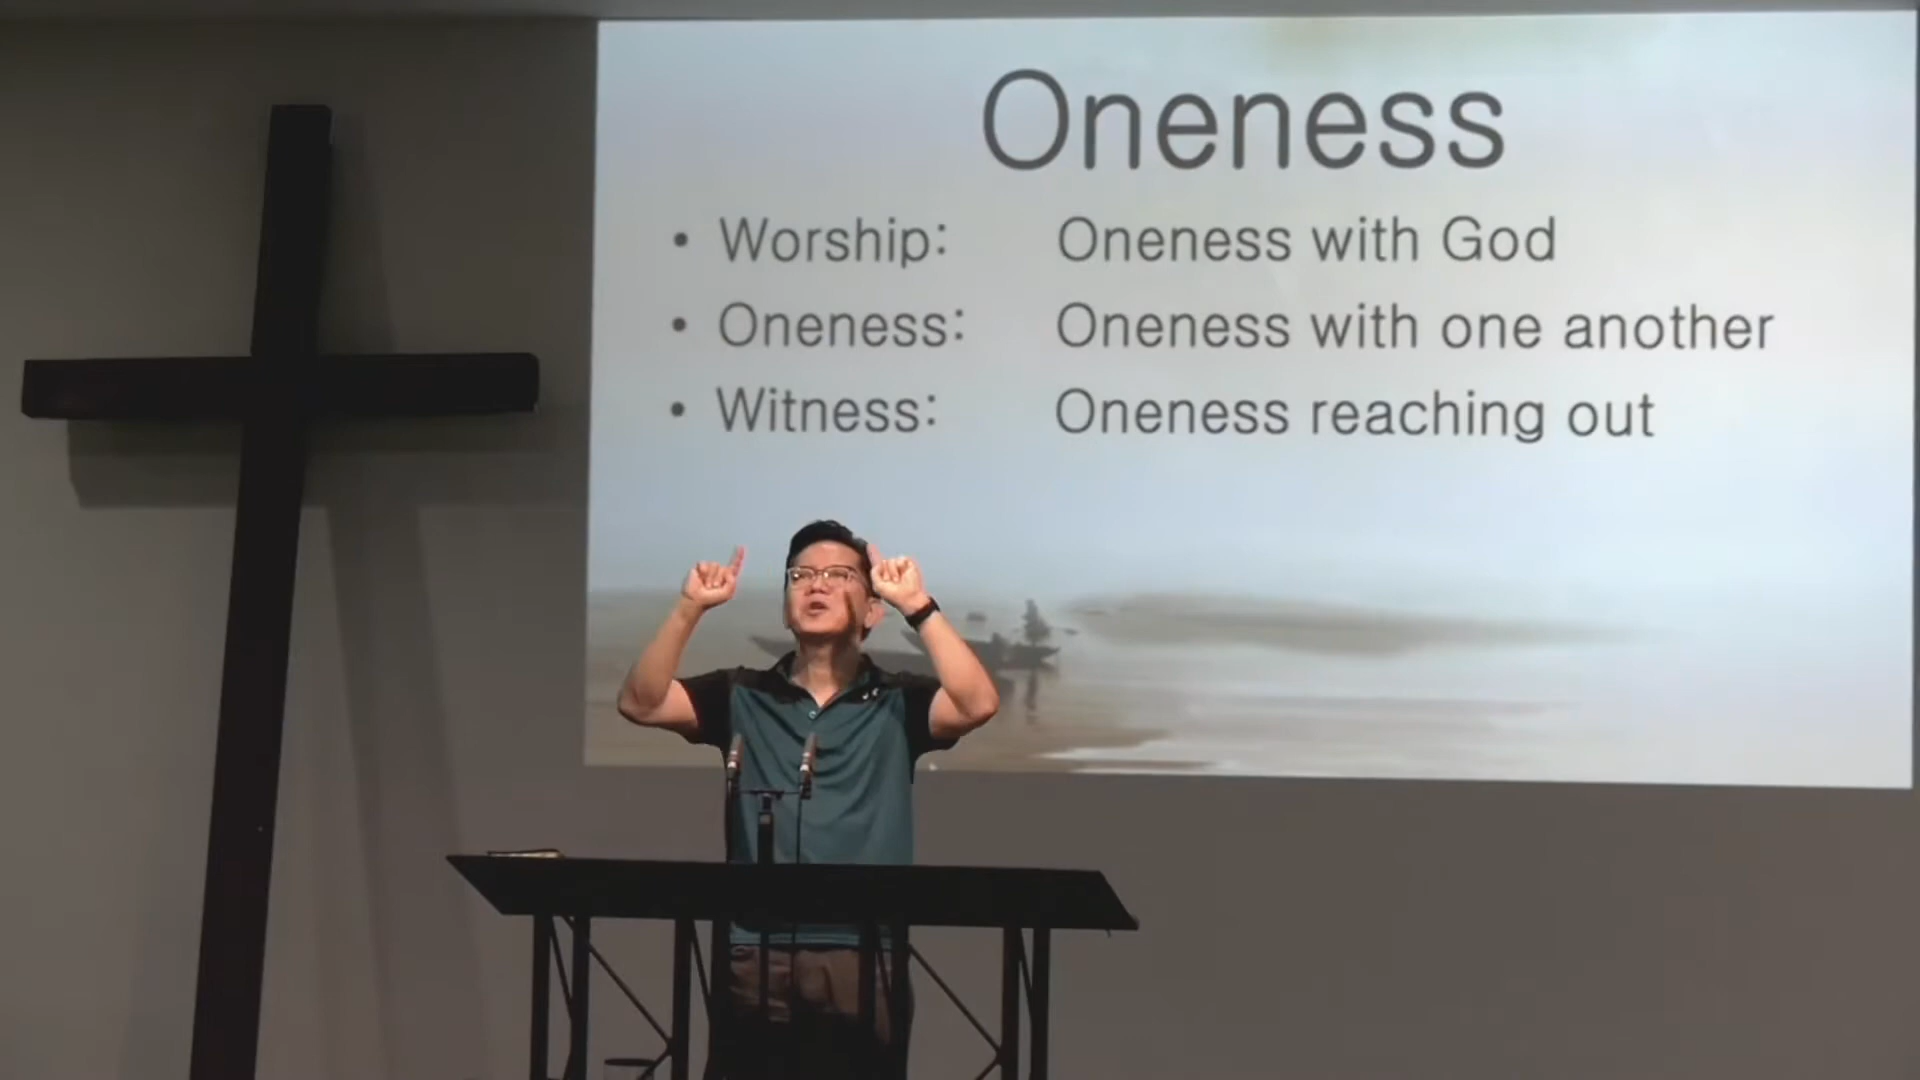 Oneness
• Worship: Oneness with God
• Oneness: Oneness with one another
• Witness: Oneness reaching out